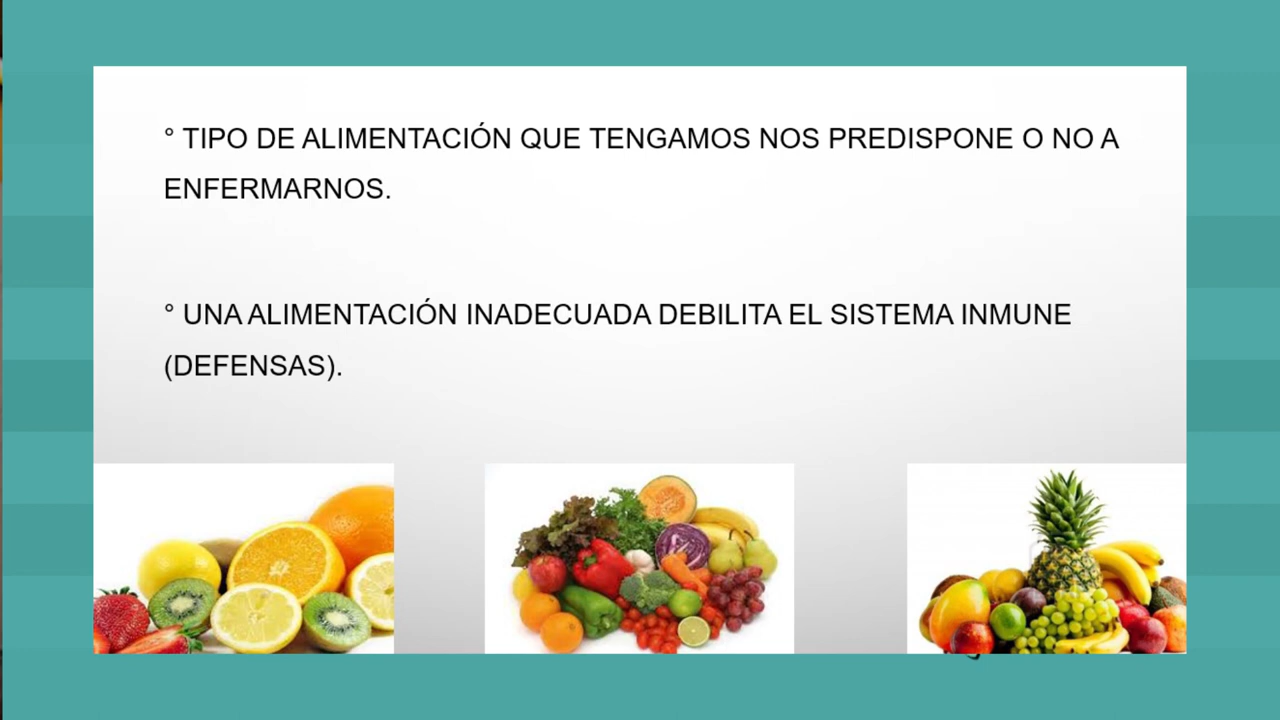 ° TIPO DE ALIMENTACIÓN QUE TENGAMOS NOS PREDISPONE O NO A
ENFERMARNOS.
° UNA ALIMENTACIÓN INADECUADA DEBILITA EL SISTEMA INMUNE
(DEFENSAS).